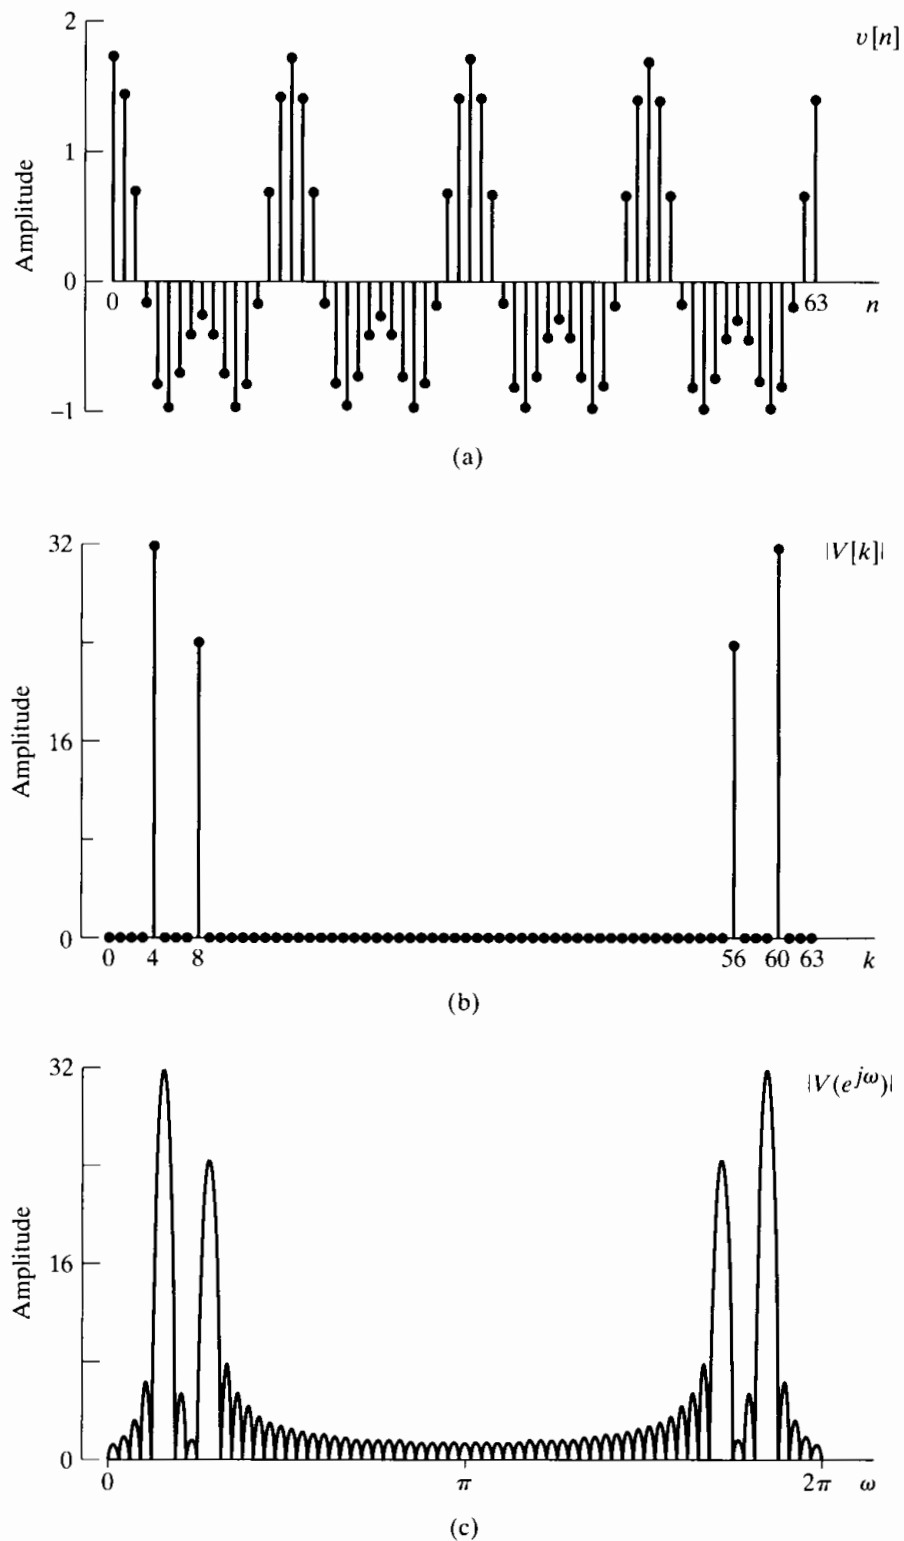 2
v[n]
1
Amplitude
0
0
63
n
−1
(a)
32
|V[k]|
Amplitude
16
0
0 4 8 56 60 63 k
(b)
32
|V(e^{jω})|
Amplitude
16
0
0 π 2π ω
(c)